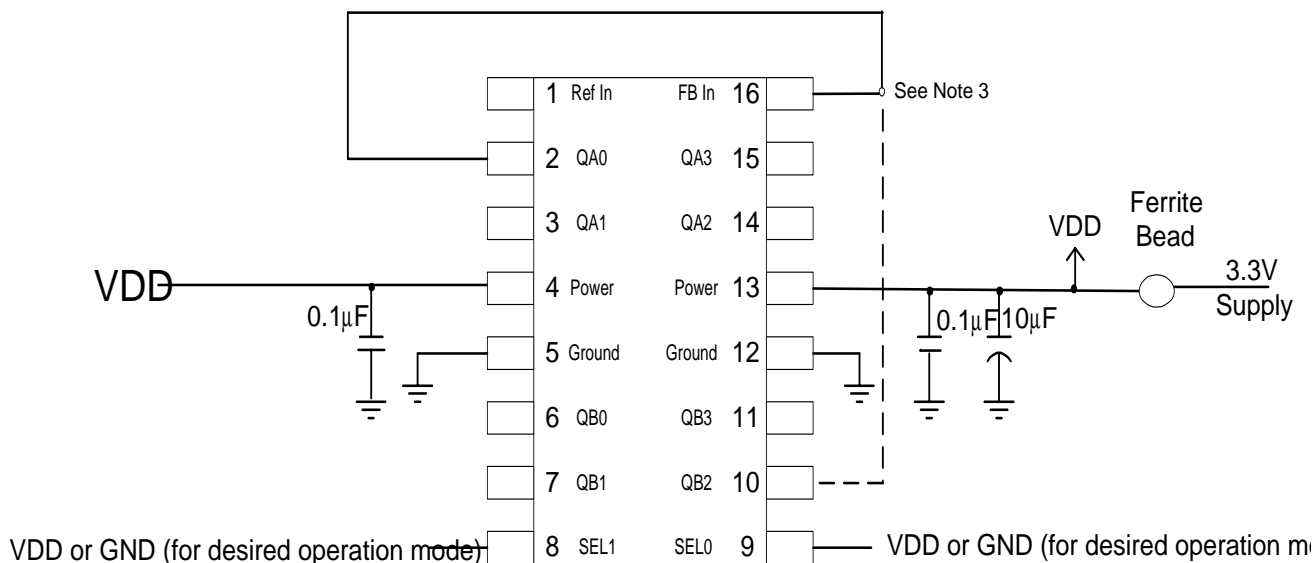 1 Ref In FB In 16 See Note 3
2 QA0 QA3 15
3 QA1 QA2 14
VDD Ferrite
Bead
VDD 4 Power Power 13 3.3V
Supply
0.1µF 0.1µF 10µF
5 Ground Ground 12
6 QB0 QB3 11
7 QB1 QB2 10
VDD or GND (for desired operation mode) 8 SEL1 SEL0 9 VDD or GND (for desired operation